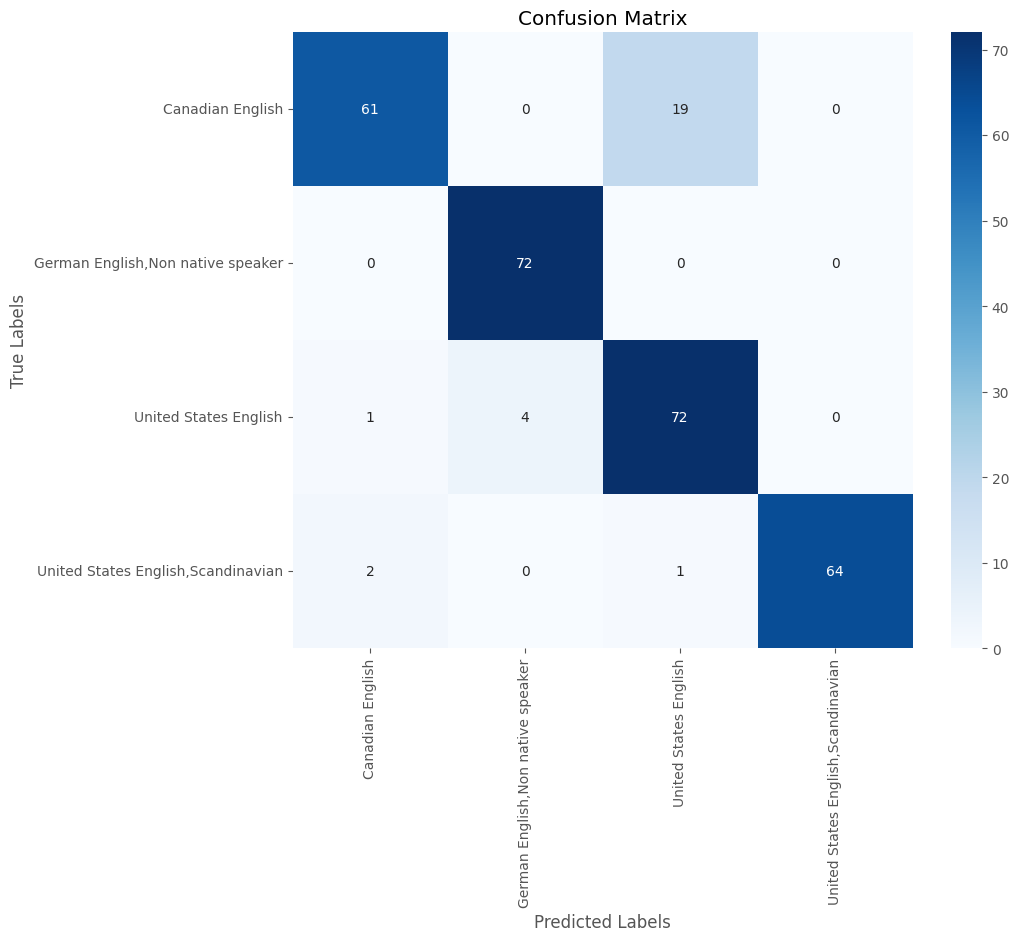 Confusion Matrix
Canadian English
61
0
19
0
German English,Non native speaker
0
72
0
0
United States English
1
4
72
0
United States English,Scandinavian
2
0
1
64
True Labels
Canadian English
German English,Non native speaker
United States English
United States English,Scandinavian
Predicted Labels
70
60
50
40
30
20
10
0